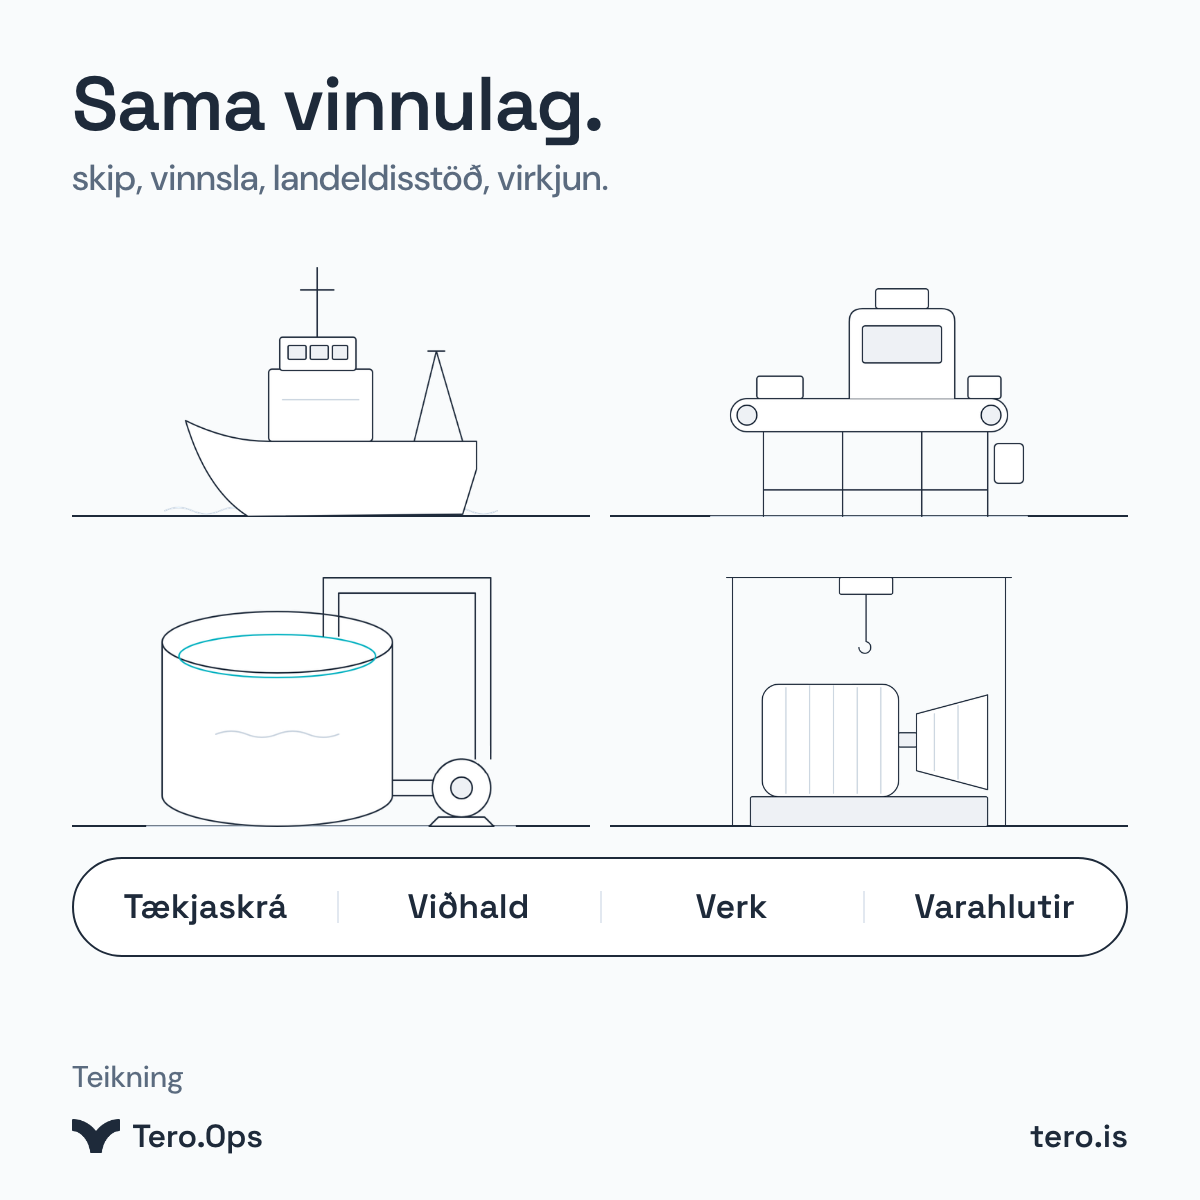 Sama vinnulag.
skip, vinnsla, landeldisstöð, virkjun.
Tækjaskrá
Viðhald
Verk
Varahlutir
Teikning
Tero.Ops
tero.is